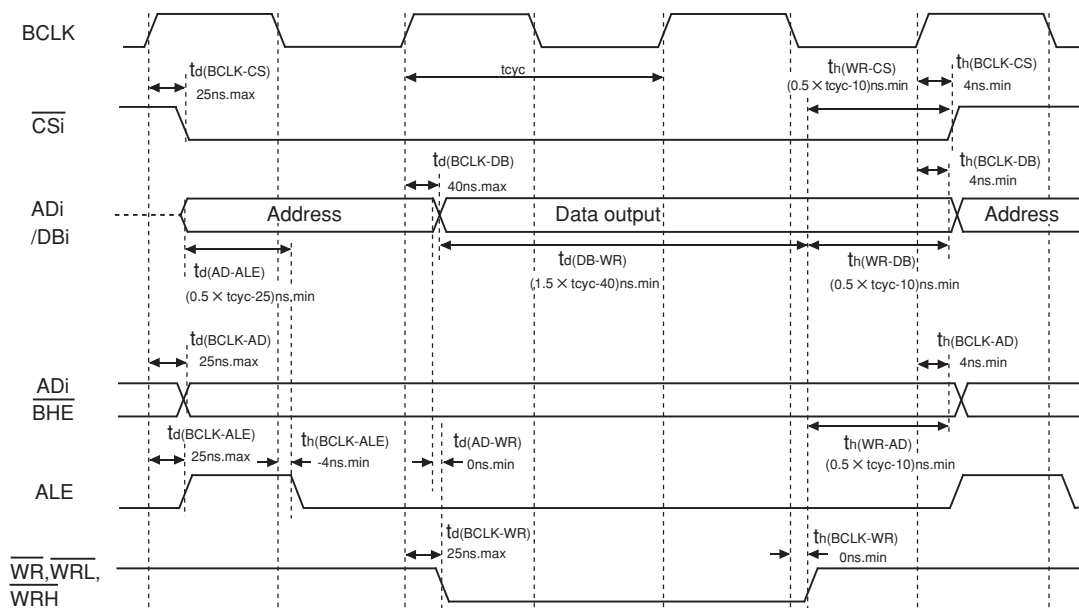 BCLK
td(BCLK-CS)
25ns.max
tcyc
th(WR-CS)
(0.5 × tcyc-10)ns.min
th(BCLK-CS)
4ns.min
CSi
td(BCLK-DB)
40ns.max
th(BCLK-DB)
4ns.min
ADi
/DBi
Address
Data output
Address
td(AD-ALE)
(0.5 × tcyc-25)ns.min
td(DB-WR)
(1.5 × tcyc-40)ns.min
th(WR-DB)
(0.5 × tcyc-10)ns.min
td(BCLK-AD)
25ns.max
th(BCLK-AD)
4ns.min
ADi
BHE
td(BCLK-ALE)
25ns.max
th(BCLK-ALE)
-4ns.min
td(AD-WR)
0ns.min
th(WR-AD)
(0.5 × tcyc-10)ns.min
ALE
td(BCLK-WR)
25ns.max
th(BCLK-WR)
0ns.min
WR,WRL,
WRH